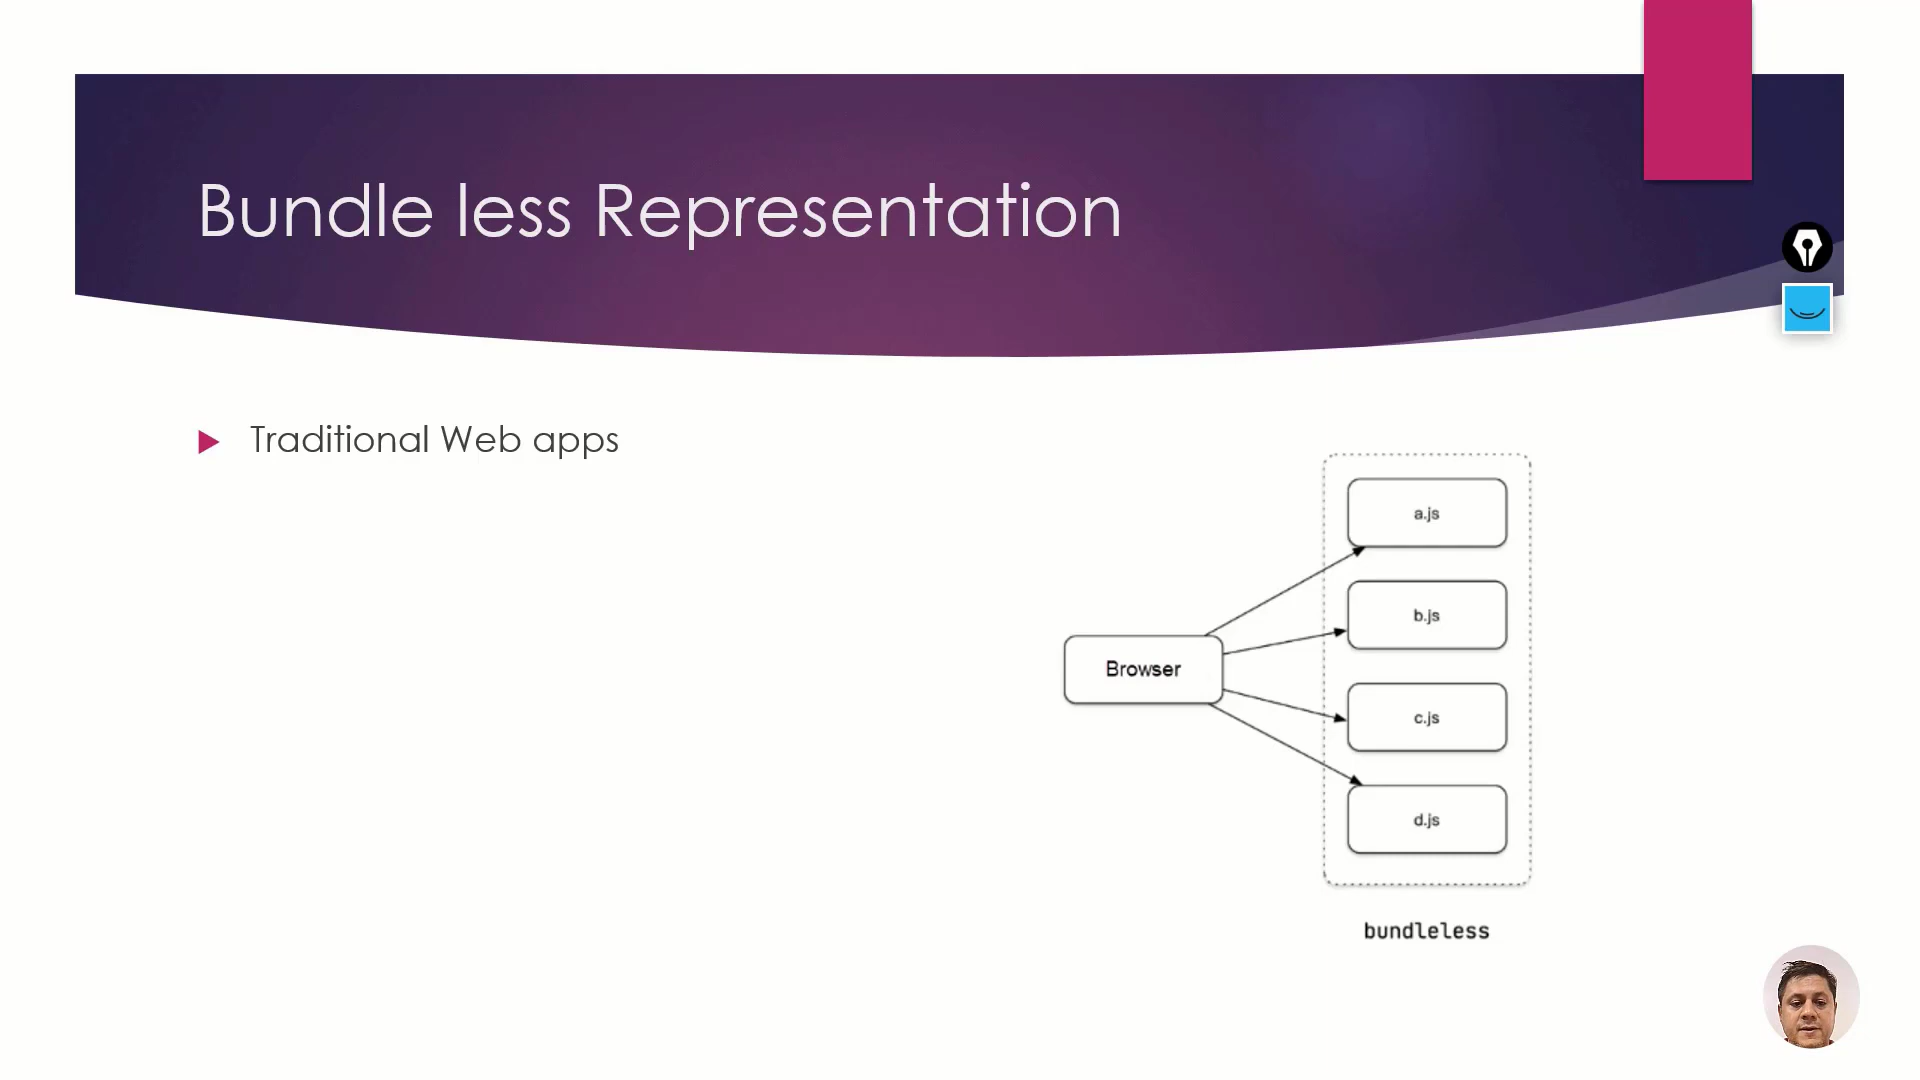 Bundle less Representation
Traditional Web apps
a.js
b.js
Browser
c.js
d.js
bundleless